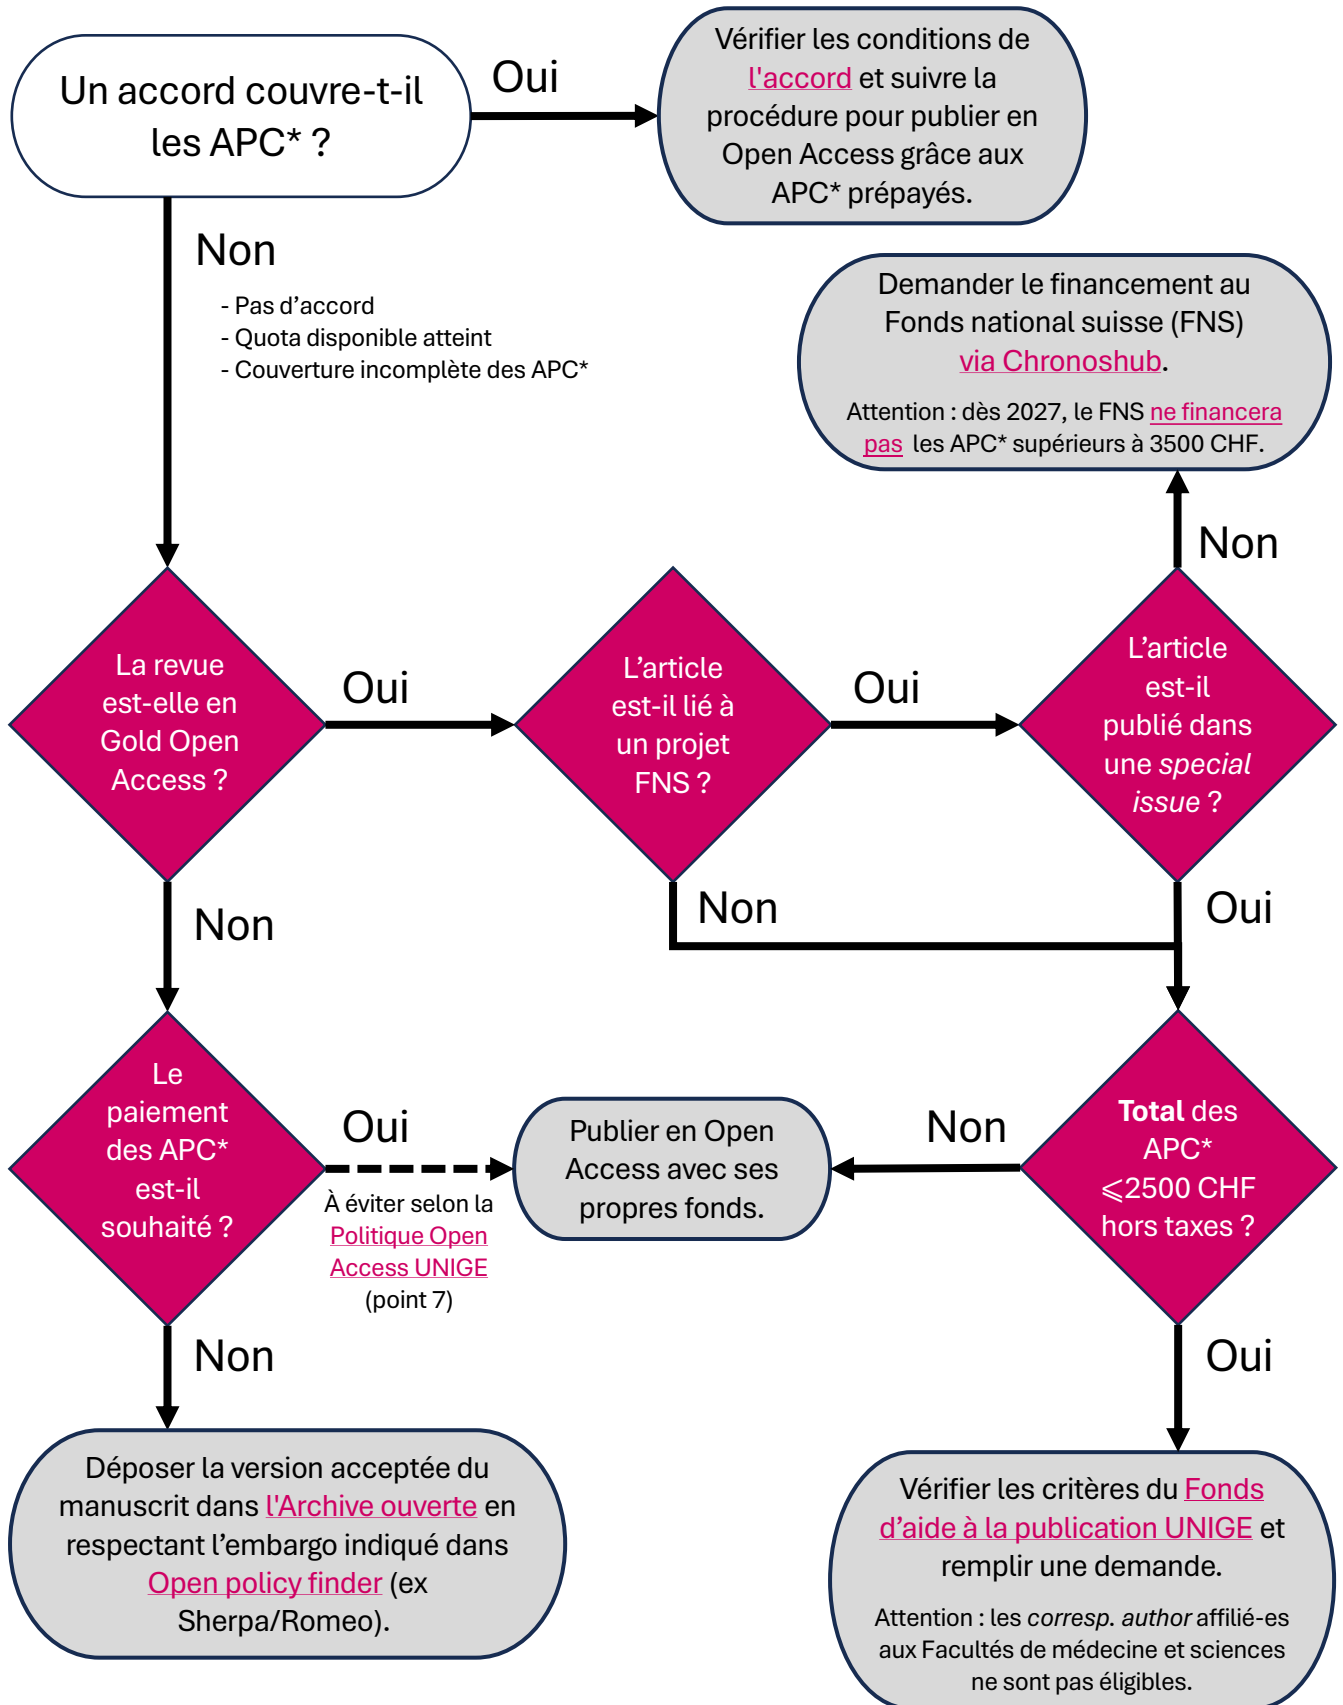 Un accord couvre-t-il
les APC* ?
Oui
Vérifier les conditions de
l'accord et suivre la
procédure pour publier en
Open Access grâce aux
APC* prépayés.
Non
- Pas d’accord
- Quota disponible atteint
- Couverture incomplète des APC*
Demander le financement au
Fonds national suisse (FNS)
via Chronoshub.
Attention : dès 2027, le FNS ne financera
pas les APC* supérieurs à 3500 CHF.
Non
La revue
est-elle en
Gold Open
Access ?
Oui
L’article
est-il lié à
un projet
FNS ?
Oui
L’article
est-il
publié dans
une special
issue ?
Non
Non
Oui
Le
paiement
des APC*
est-il
souhaité ?
Oui
À éviter selon la
Politique Open
Access UNIGE
(point 7)
Publier en Open
Access avec ses
propres fonds.
Non
Total des
APC*
⩽2500 CHF
hors taxes ?
Non
Oui
Déposer la version acceptée du
manuscrit dans l'Archive ouverte en
respectant l’embargo indiqué dans
Open policy finder (ex
Sherpa/Romeo).
Vérifier les critères du Fonds
d’aide à la publication UNIGE et
remplir une demande.
Attention : les corresp. author affilié-es
aux Facultés de médecine et sciences
ne sont pas éligibles.